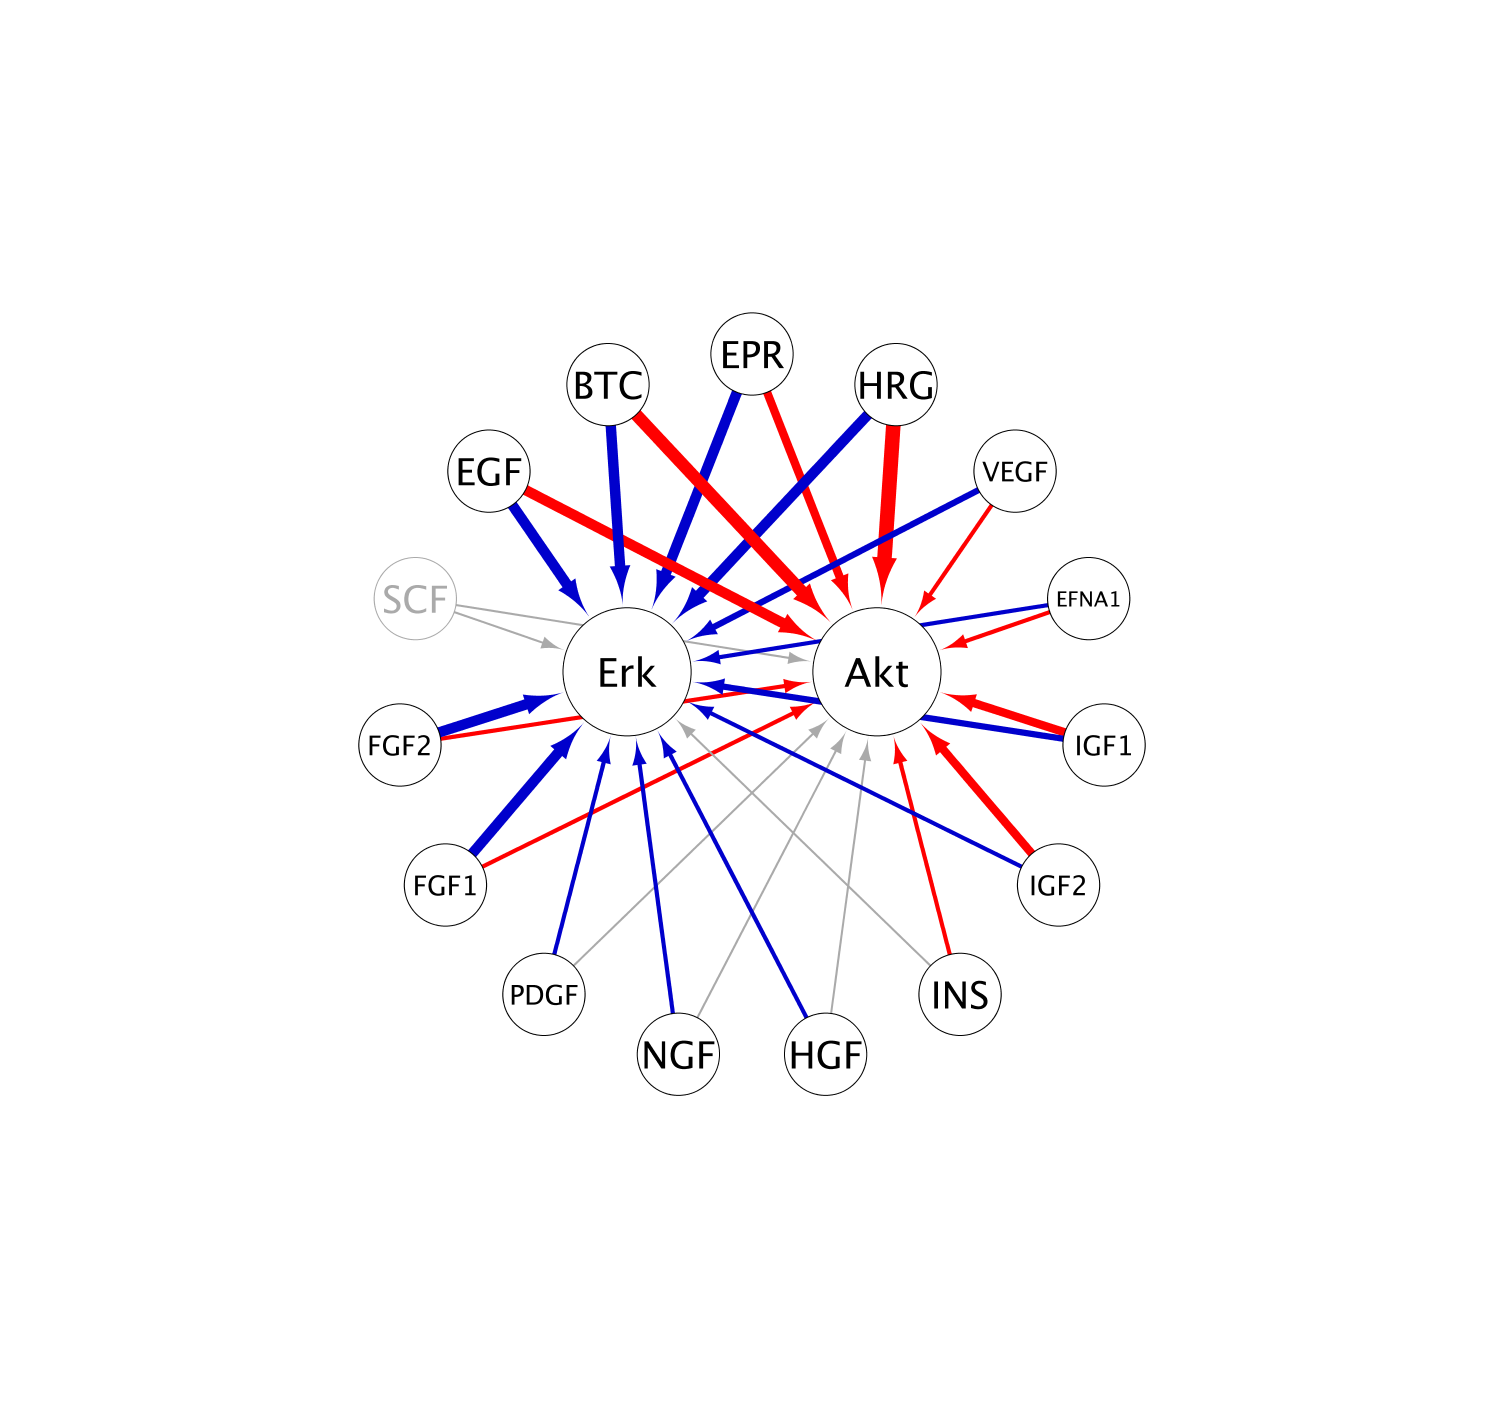 EPR
BTC
HRG
EGF
VEGF
SCF
EFNA1
Erk
Akt
FGF2
IGF1
FGF1
IGF2
PDGF
INS
NGF
HGF